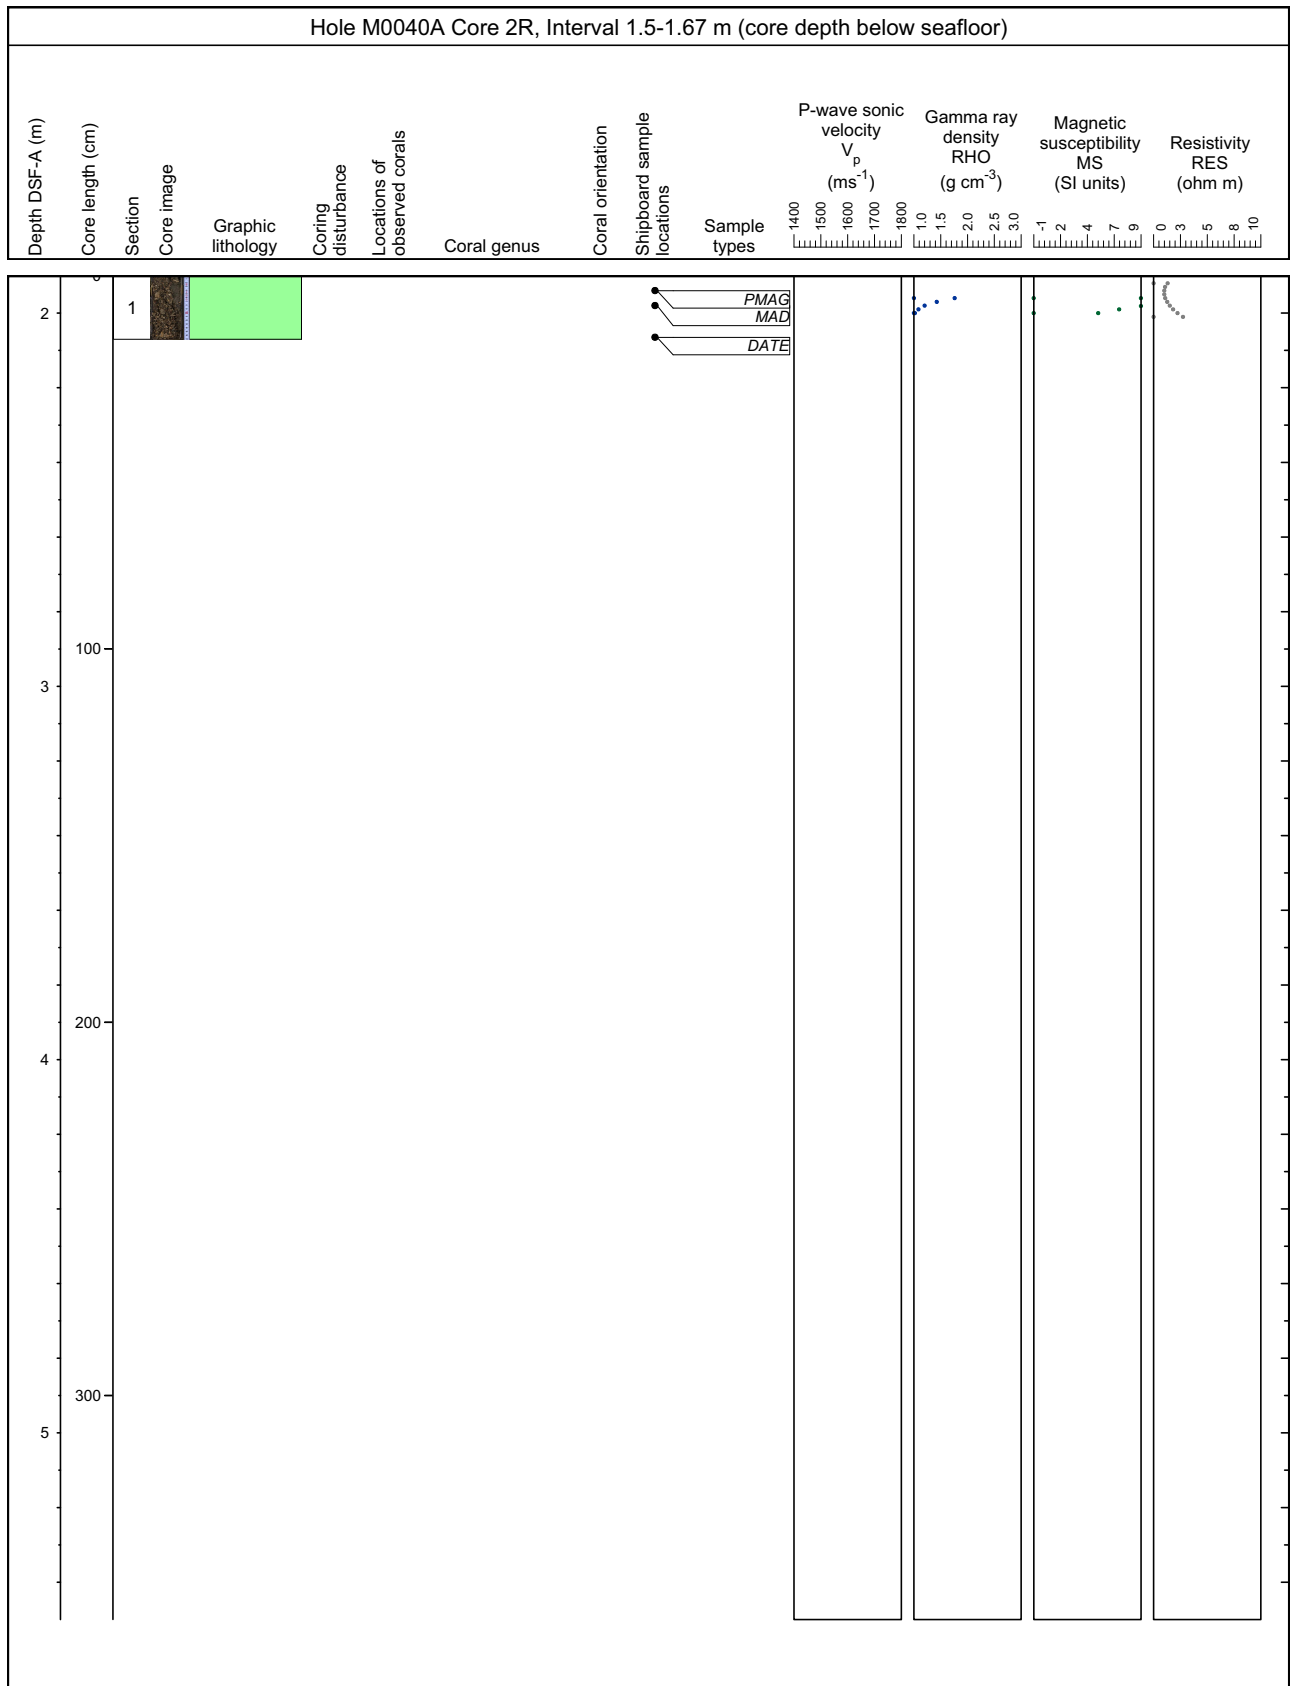 Hole M0040A Core 2R, Interval 1.5-1.67 m (core depth below seafloor)
Depth DSF-A (m)
Core length (cm)
Section
Core image
Graphic
lithology
Coring
disturbance
Locations of
observed corals
Coral genus
Coral orientation
Shipboard sample
locations
Sample
types
P-wave sonic
velocity
Vp
(ms-1)
1400 1500 1600 1700 1800
Gamma ray
density
RHO
(g cm-3)
1.0 1.5 2.0 2.5 3.0
Magnetic
susceptibility
MS
(SI units)
-1 2 4 7 9
Resistivity
RES
(ohm m)
0 3 5 8 10
1
PMAG
2
MAD
DATE
100
3
200
4
300
5